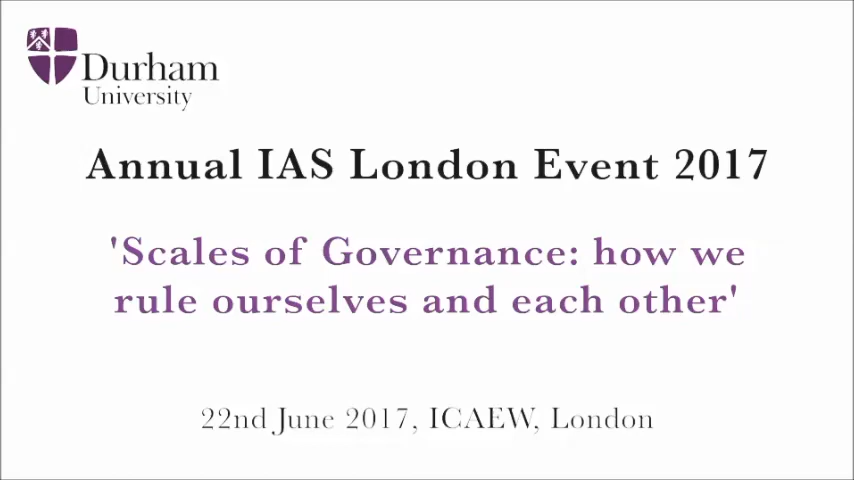 Durham
University
Annual IAS London Event 2017
'Scales of Governance: how we
rule ourselves and each other'
22nd June 2017, ICAEW, London